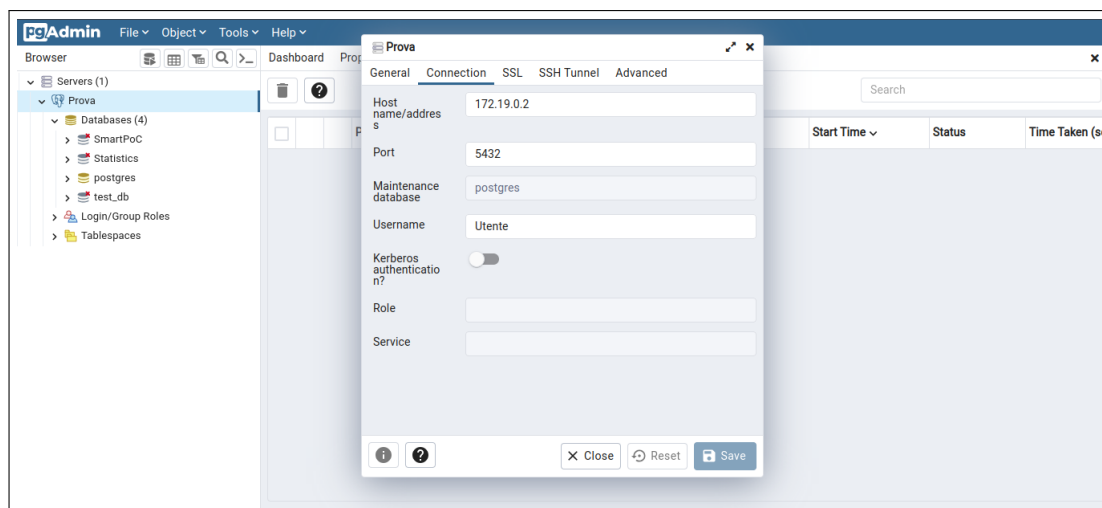 pgAdmin File Object Tools Help
Browser
Dashboard Prop
Servers (1)
Prova
Databases (4)
SmartPoC
Statistics
postgres
test_db
Login/Group Roles
Tablespaces
Search
P
Start Time Status Time Taken (s
Prova
General Connection SSL SSH Tunnel Advanced
Host
name/addres
s
172.19.0.2
Port
5432
Maintenance
database
postgres
Username
Utente
Kerberos
authenticatio
n?
Role
Service
Close Reset Save